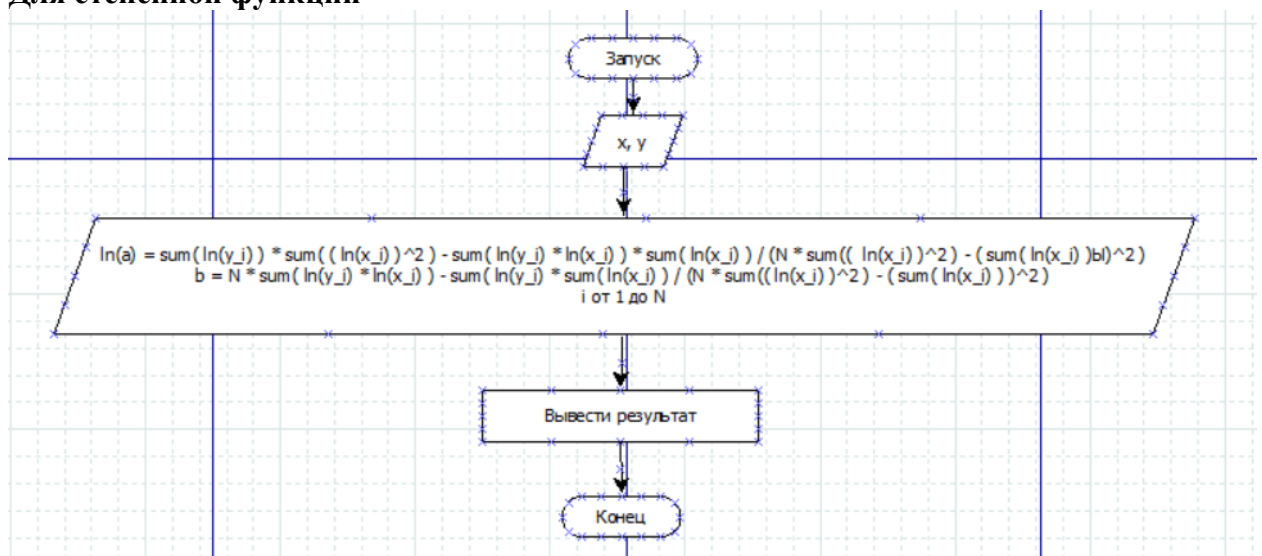 Для степенной функции
Запуск
x, y
ln(a) = sum( ln(y_i) ) * sum( ( ln(x_i) )^2 ) - sum( ln(y_i) * ln(x_i) ) * sum( ln(x_i) ) / (N * sum(( ln(x_i) )^2) - ( sum( ln(x_i) )Ы)^2 )
b = N * sum( ln(y_i) * ln(x_i) ) - sum( ln(y_i) * sum( ln(x_i) ) / (N * sum(( ln(x_i) )^2) - ( sum( ln(x_i) ) )^2 )
i от 1 до N
Вывести результат
Конец